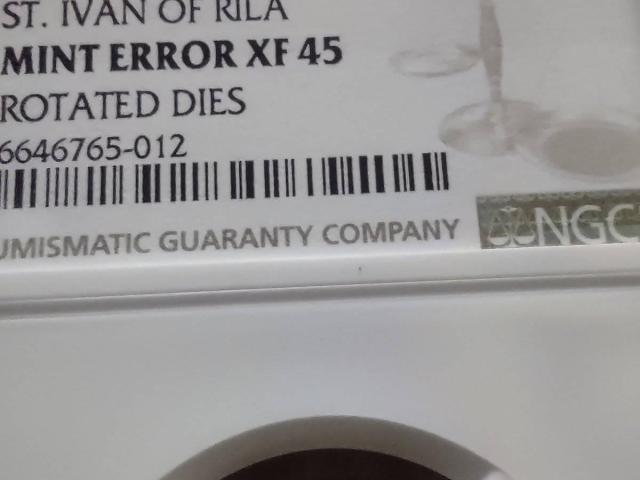 ST. IVAN OF RILA
MINT ERROR XF 45
ROTATED DIES
6646765-012
UMISMATIC GUARANTY COMPANY
NGC